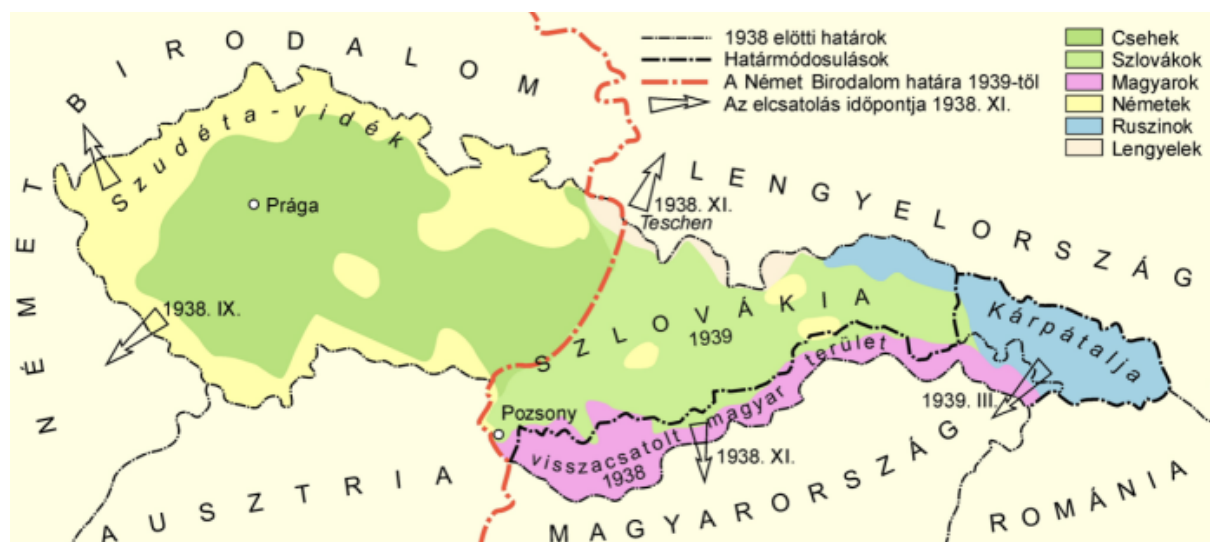 NÉMET BIRODALOM
1938 elötti határok
Határmódosulások
A Német Birodalom határa 1939-től
Az elcsatolás időpontja 1938. XI.
Csehek
Szlovákok
Magyarok
Németek
Ruszinok
Lengyelek
Szudéta-vidék
Prága
1938. IX.
1938. XI.
Teschen
LENGYELORSZÁG
SZLOVÁKIA
1939
Kárpátalja
1939. III.
Pozsony
visszacsatolt magyar terület
1938
1938. XI.
AUSZTRIA
MAGYARORSZÁG
ROMÁNIA